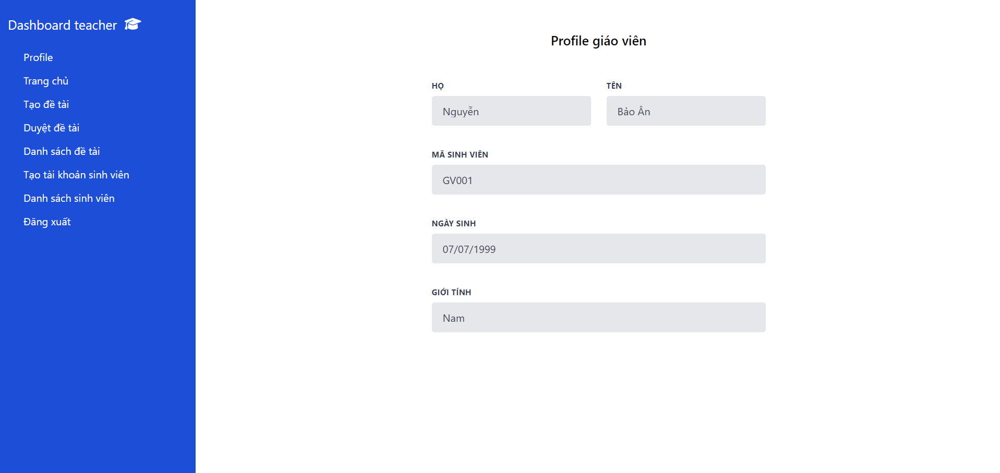 Dashboard teacher
Profile
Trang chủ
Tạo đề tài
Duyệt đề tài
Danh sách đề tài
Tạo tài khoản sinh viên
Danh sách sinh viên
Đăng xuất
Profile giáo viên
HỌ
TÊN
Nguyễn
Bảo Ân
MÃ SINH VIÊN
GV001
NGÀY SINH
07/07/1999
GIỚI TÍNH
Nam